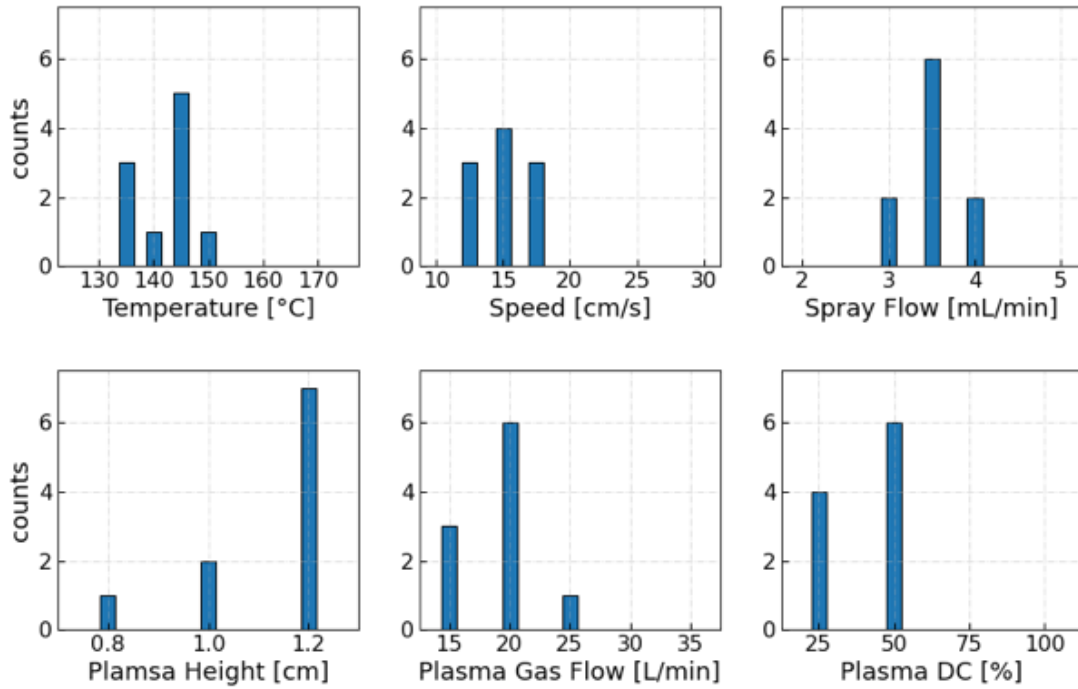 counts
6
4
2
0
130 140 150 160 170
Temperature [°C]
6
4
2
0
10 15 20 25 30
Speed [cm/s]
6
4
2
0
2 3 4 5
Spray Flow [mL/min]
counts
6
4
2
0
0.8 1.0 1.2
Plamsa Height [cm]
6
4
2
0
15 20 25 30 35
Plasma Gas Flow [L/min]
6
4
2
0
25 50 75 100
Plasma DC [%]